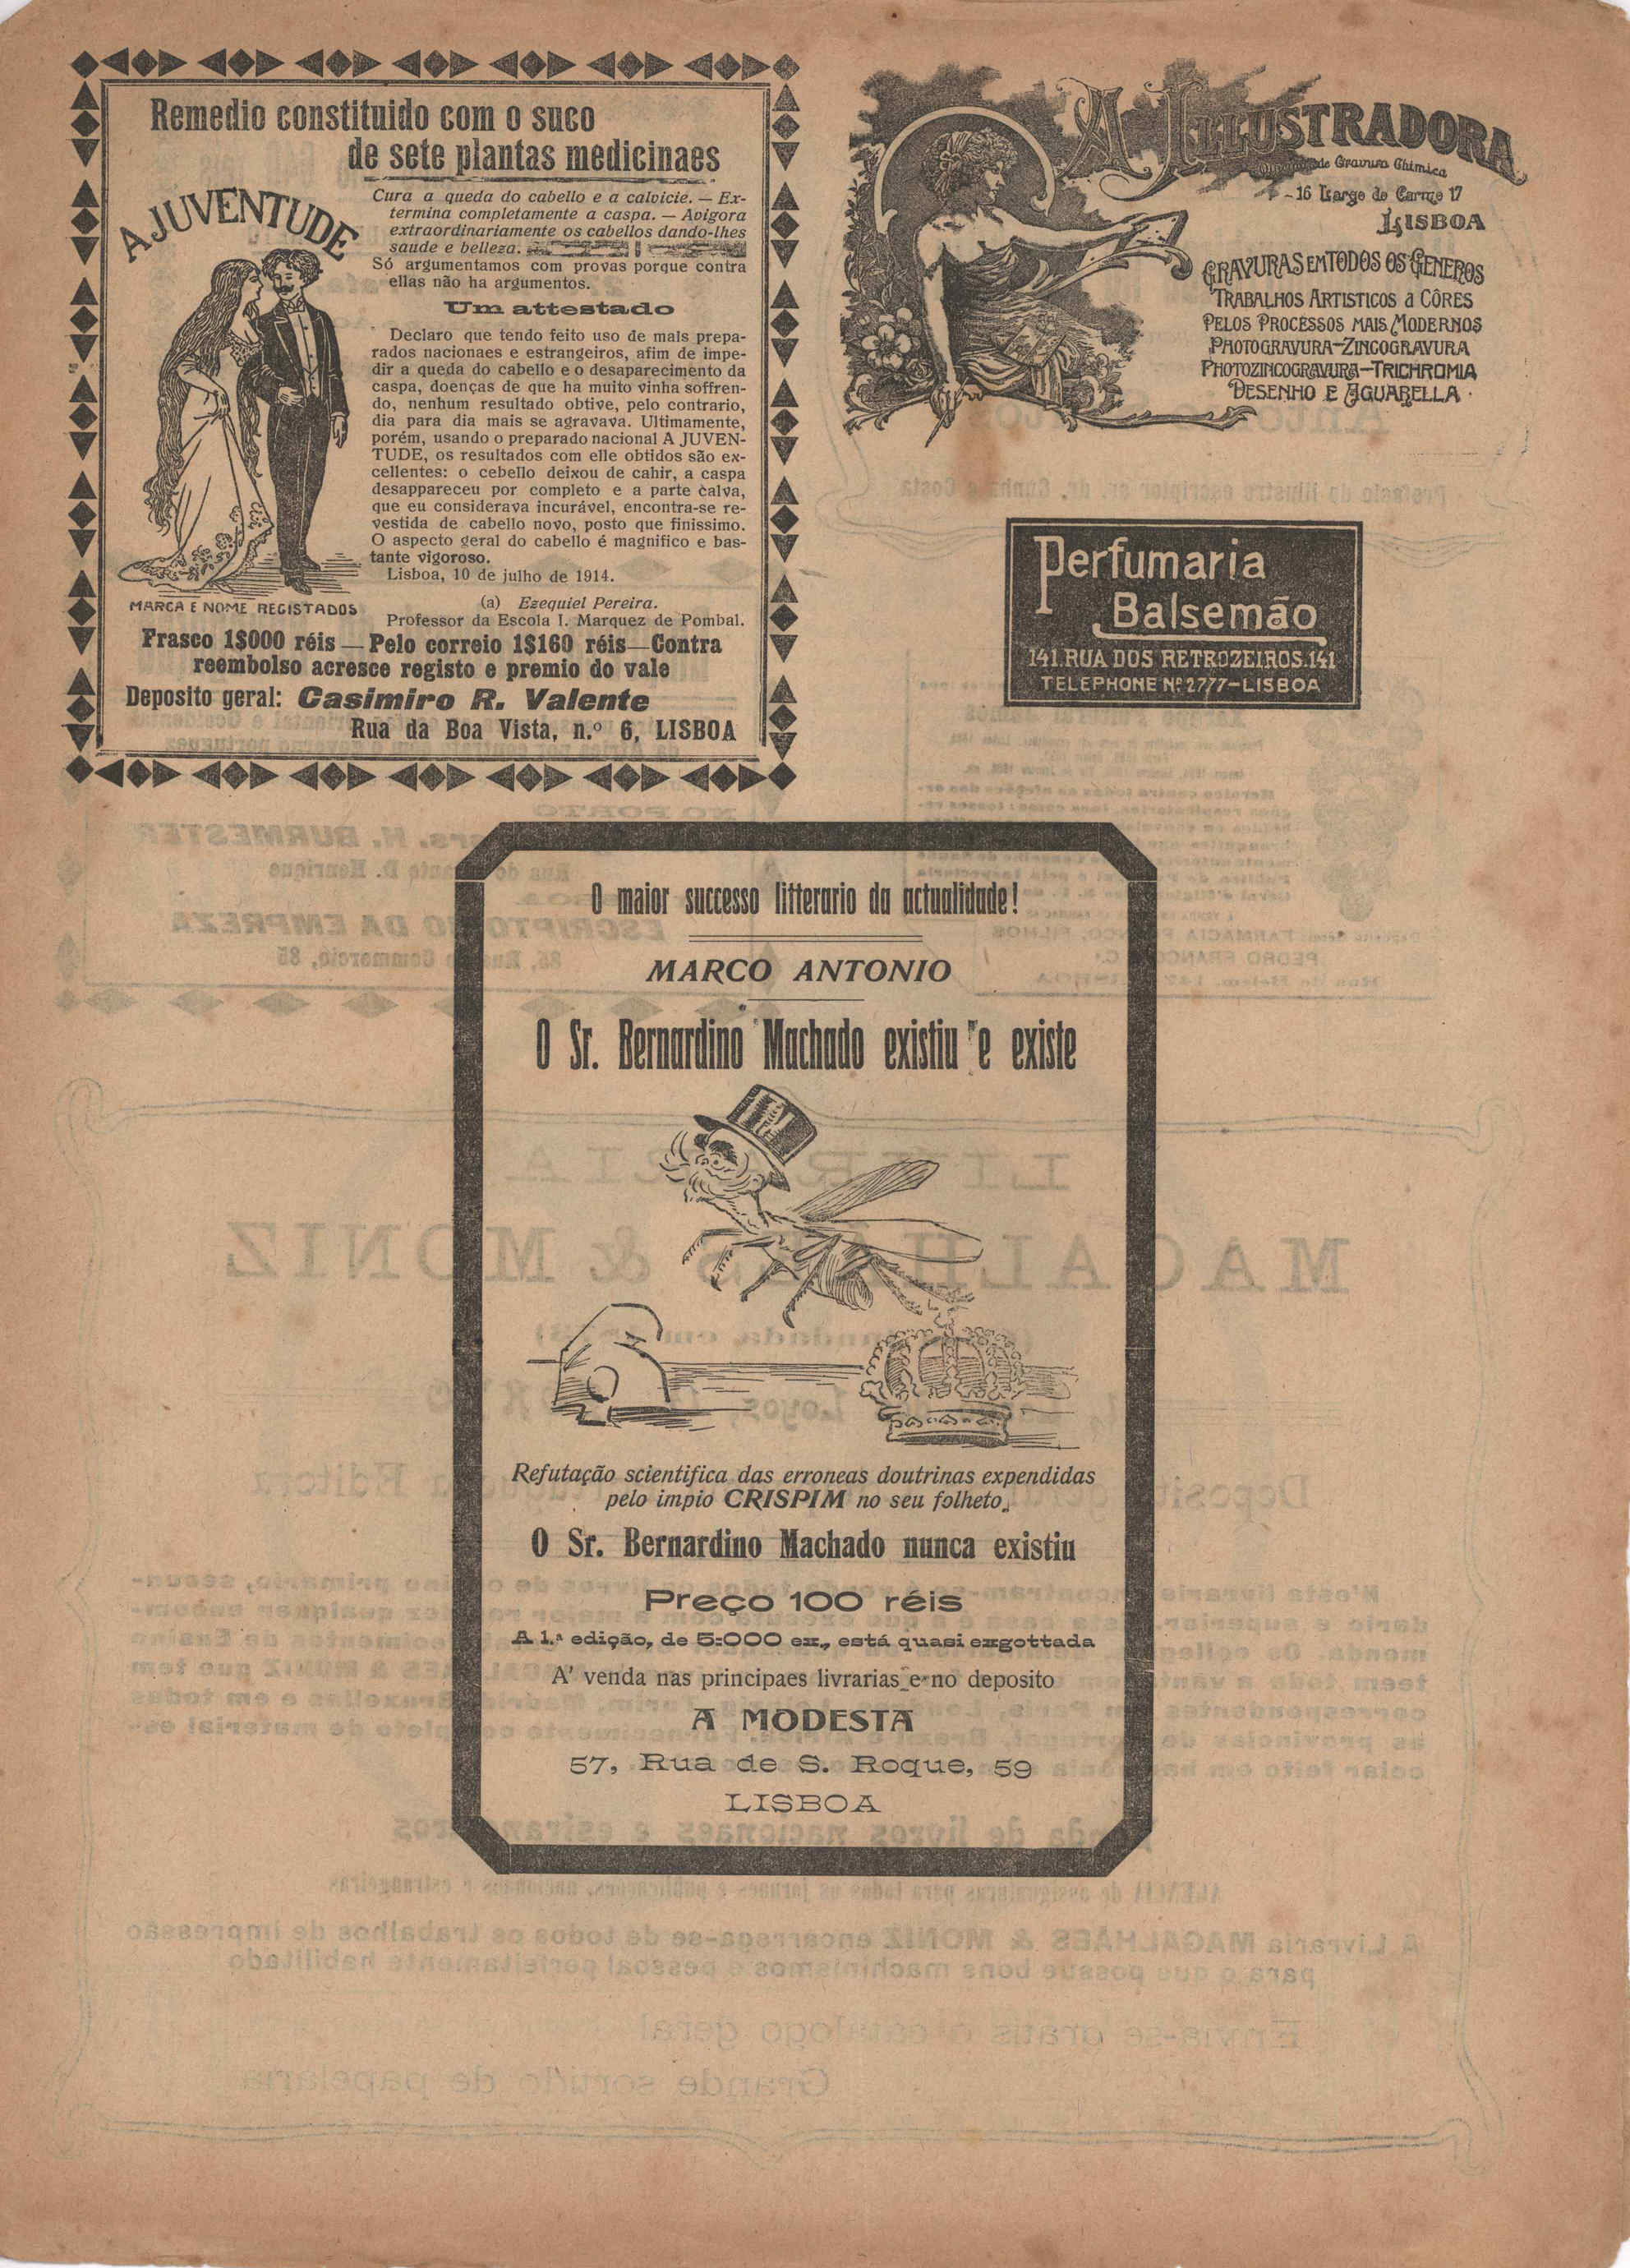 Remedio constituido com o suco
de sete plantas medicinaes
A JUVENTUDE
Cura a queda do cabello e a calvicie. — Ex-
termina completamente a caspa. — Avigora
extraordinariamente os cabellos dando-lhes
saude e belleza.
Só argumentamos com provas porque contra
ellas não ha argumentos.
Um attestado
Declaro que tendo feito uso de mais prepa-
rados nacionaes e estrangeiros, afim de impe-
dir a queda do cabello e o desaparecimento da
caspa, doenças de que ha muito vinha soffren-
do, nenhum resultado obtive, pelo contrario,
dia para dia mais se agravava. Ultimamente,
porém, usando o preparado nacional A JUVEN-
TUDE, os resultados com elle obtidos são ex-
cellentes: o cebello deixou de cahir, a caspa
desappareceu por completo e a parte calva,
que eu considerava incurável, encontra-se re-
vestida de cabello novo, posto que finissimo.
O aspecto geral do cabello é magnifico e bas-
tante vigoroso.
Lisboa, 10 de julho de 1914.
(a) Ezequiel Pereira.
Professor da Escola I. Marquez de Pombal.
MARCA E NOME REGISTADOS
Frasco 1$000 réis — Pelo correio 1$160 réis — Contra
reembolso acresce registo e premio do vale
Deposito geral: Casimiro R. Valente
Rua da Boa Vista, n.º 6, LISBOA
A ILLUSTRADORA
de Gravura Chimica
- 16 Largo do Carmo 17
LISBOA
GRAVURAS EM TODOS OS GENEROS
TRABALHOS ARTISTICOS a CÔRES
PELOS PROCESSOS MAIS MODERNOS
PHOTOGRAVURA-ZINCOGRAVURA
PHOTOZINCOGRAVURA-TRICHROMIA
DESENHO E AGUARELLA
Perfumaria
Balsemão
141. RUA DOS RETROZEIROS. 141
TELEPHONE Nº 2777-LISBOA
O maior successo litterario da actualidade!
MARCO ANTONIO
O Sr. Bernardino Machado existiu e existe
Refutação scientifica das erroneas doutrinas expendidas
pelo impio CRISPIM no seu folheto
O Sr. Bernardino Machado nunca existiu
Preço 100 réis
A 1.ª edição, de 5:000 ex., está quasi exgottada
A' venda nas principaes livrarias e no deposito
A MODESTA
57, Rua de S. Roque, 59
LISBOA